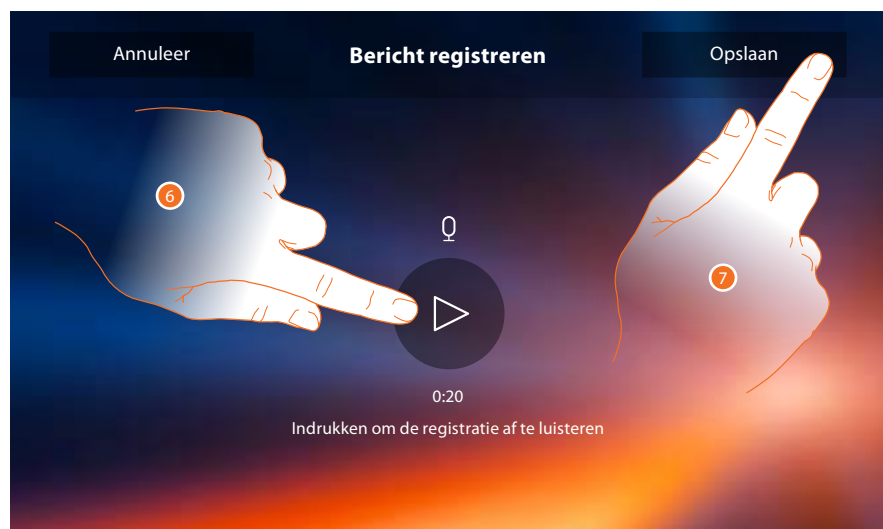 Annuleer
Bericht registreren
Opslaan
6
7
0:20
Indrukken om de registratie af te luisteren